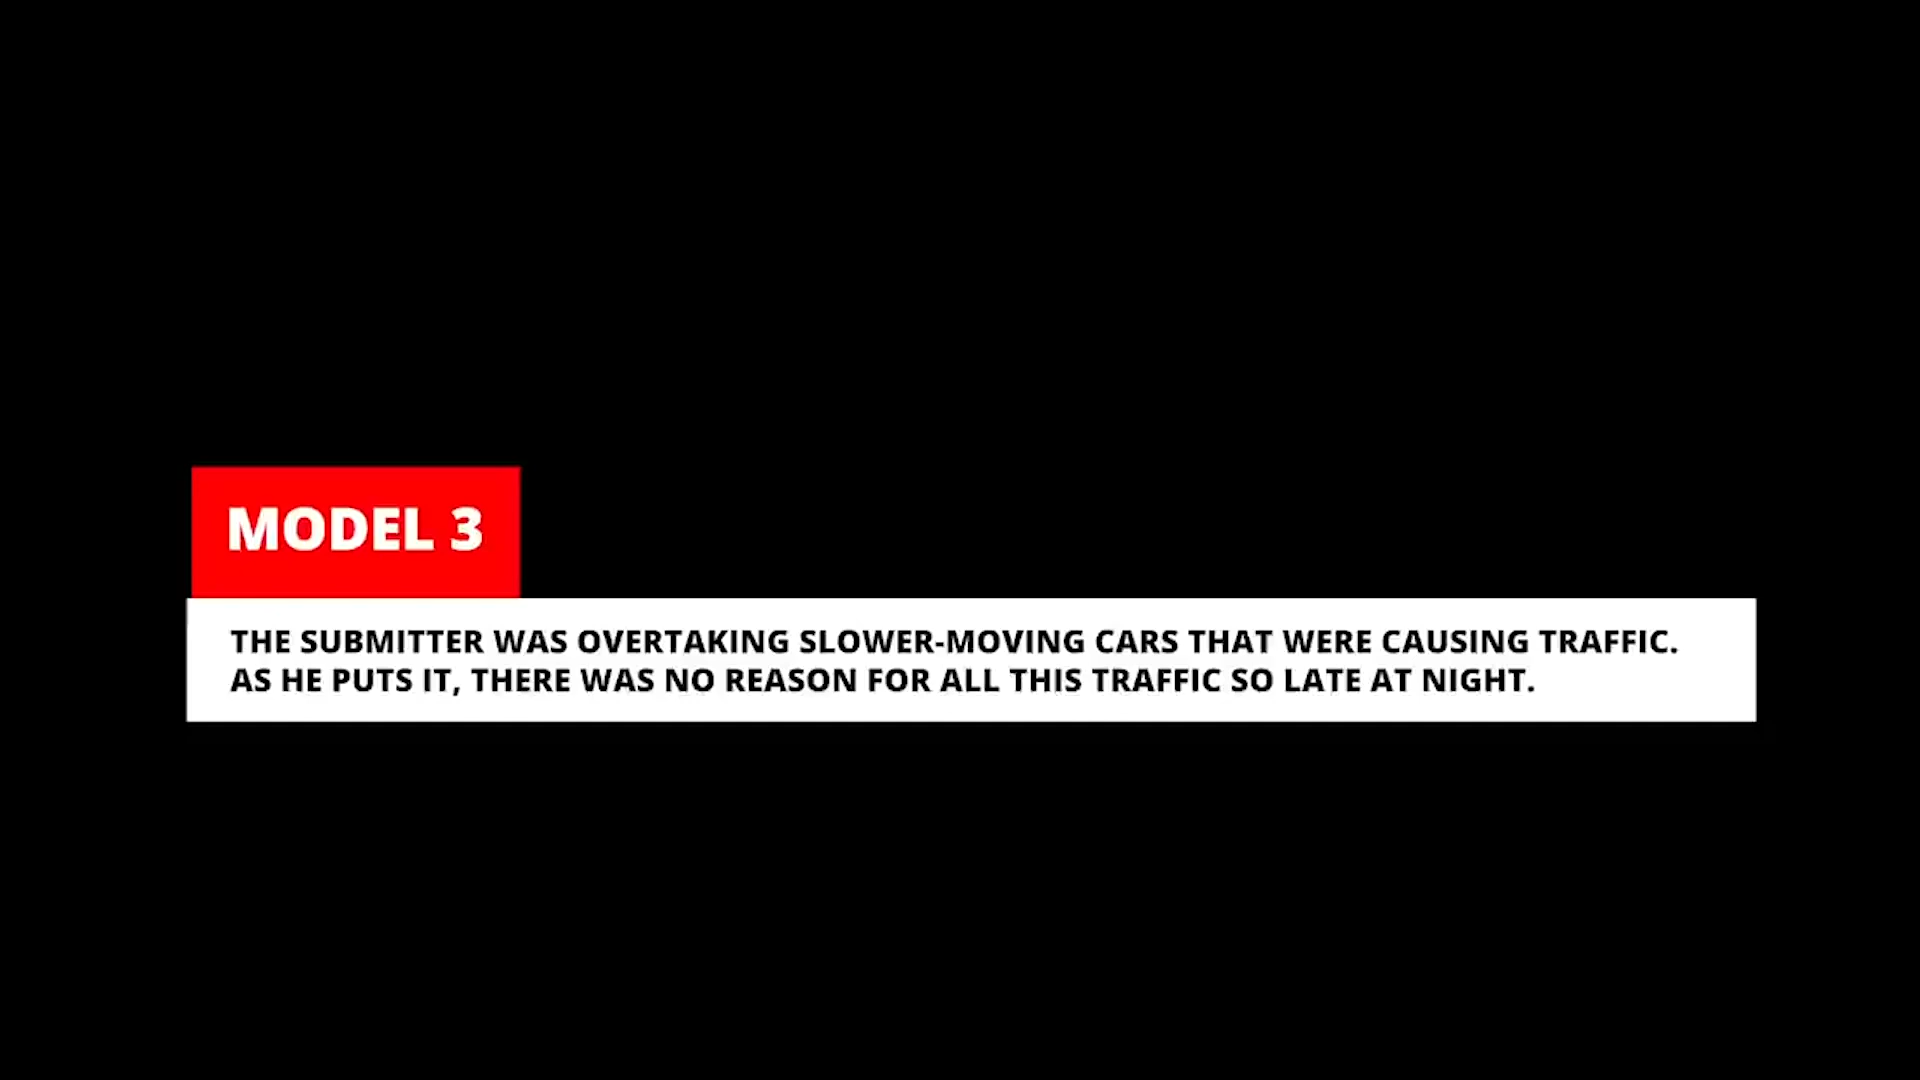 MODEL 3
THE SUBMITTER WAS OVERTAKING SLOWER-MOVING CARS THAT WERE CAUSING TRAFFIC.
AS HE PUTS IT, THERE WAS NO REASON FOR ALL THIS TRAFFIC SO LATE AT NIGHT.